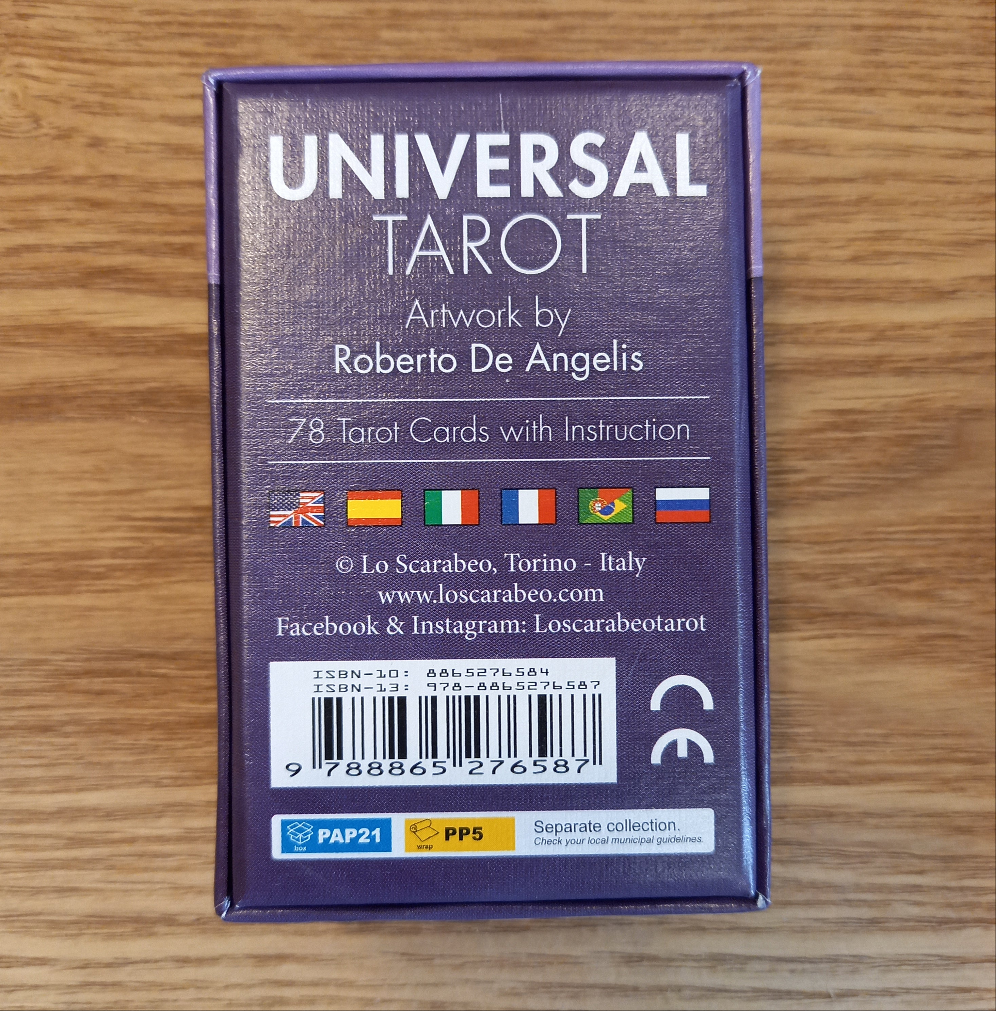 UNIVERSAL
TAROT
Artwork by
Roberto De Angelis
78 Tarot Cards with Instruction
© Lo Scarabeo, Torino - Italy
www.loscarabeo.com
Facebook & Instagram: Loscarabeotarot
ISBN-10: 8865276584
ISBN-13: 978-8865276587
9 788865 276587
CE
box PAP21 wrap PP5 Separate collection.
Check your local municipal guidelines.